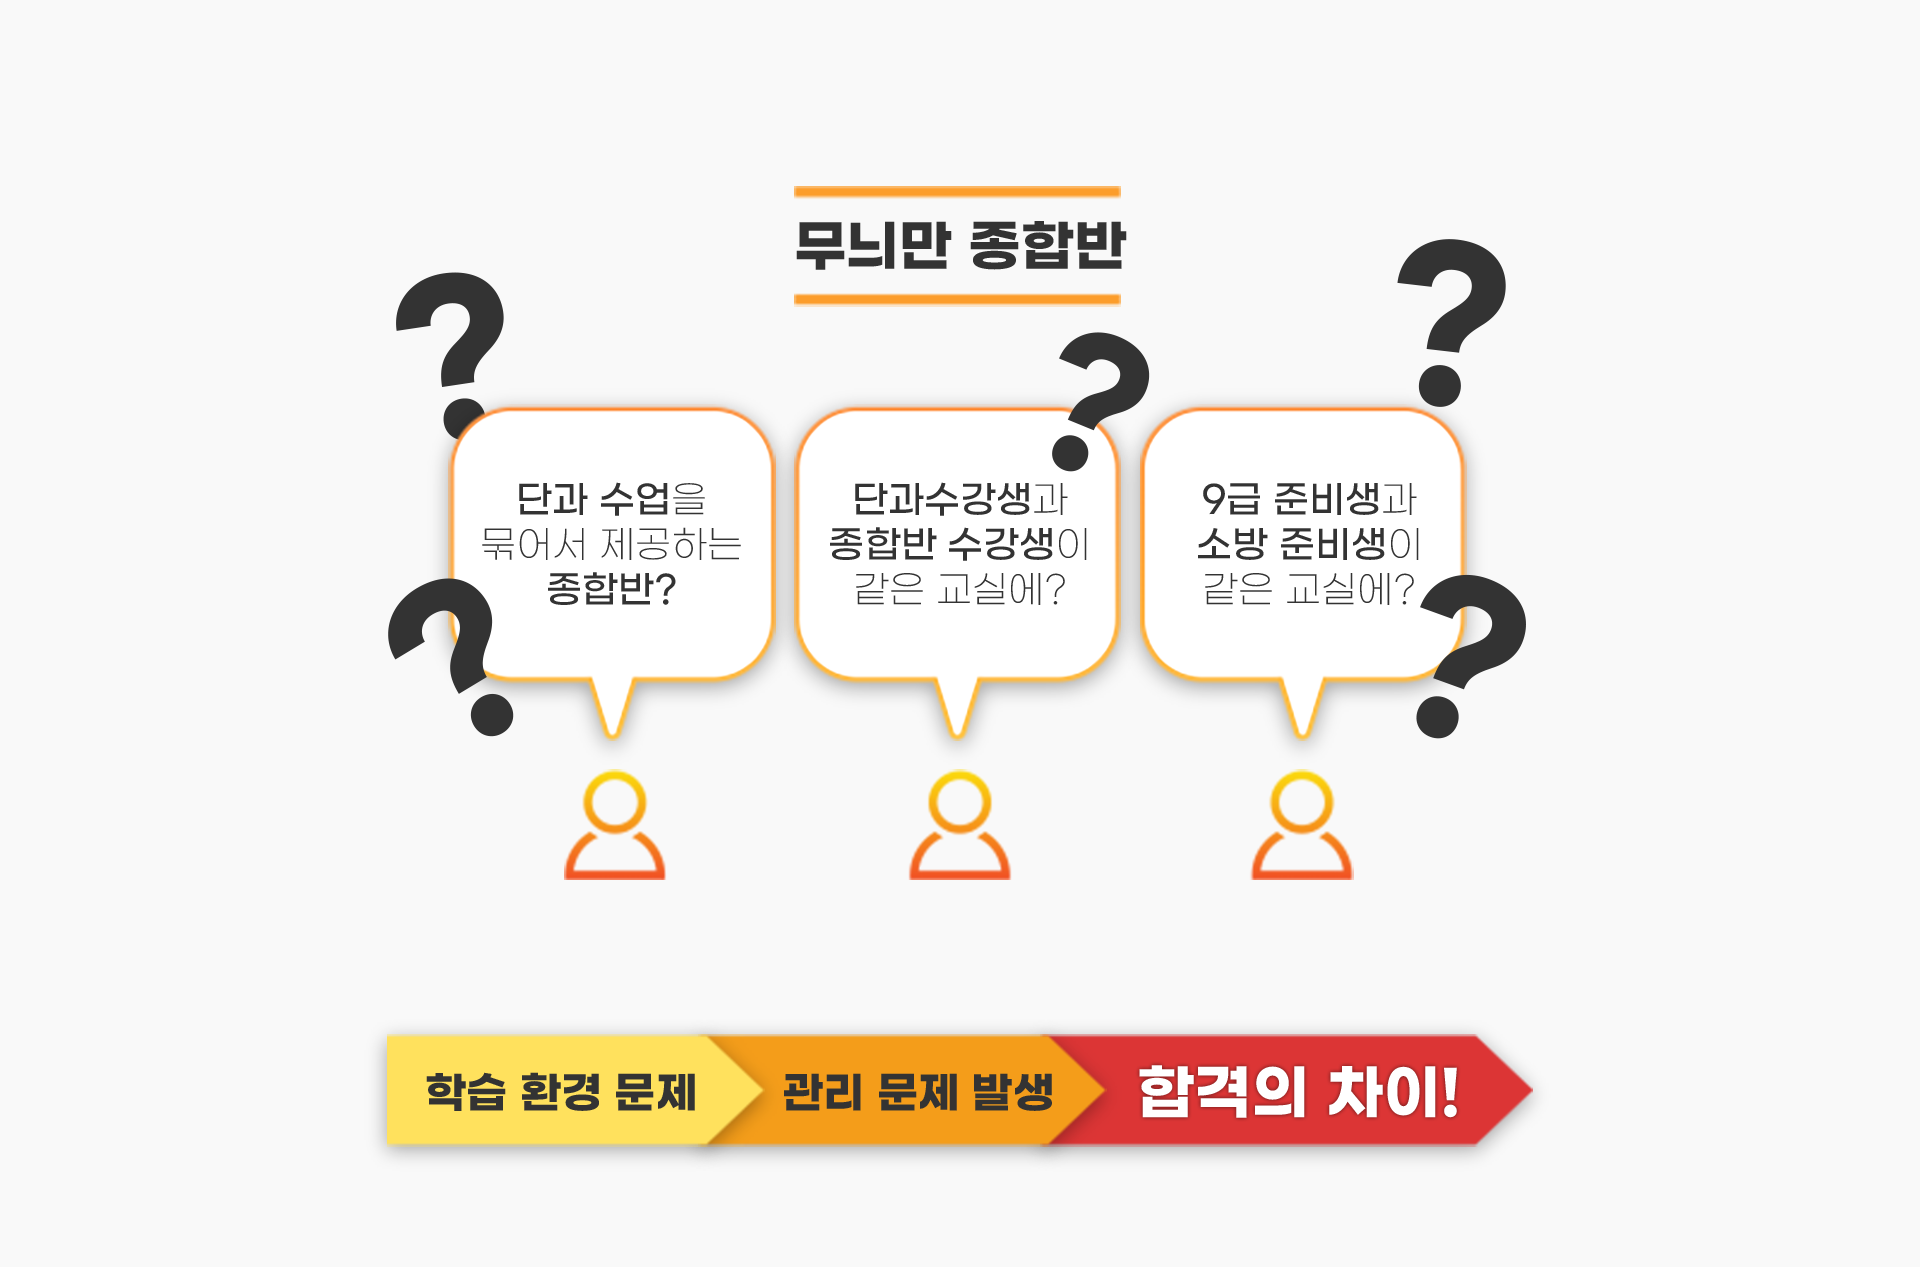 무늬만 종합반
단과 수업을
묶어서 제공하는
종합반?
단과수강생과
종합반 수강생이
같은 교실에?
9급 준비생과
소방 준비생이
같은 교실에?
학습 환경 문제
관리 문제 발생
합격의 차이!